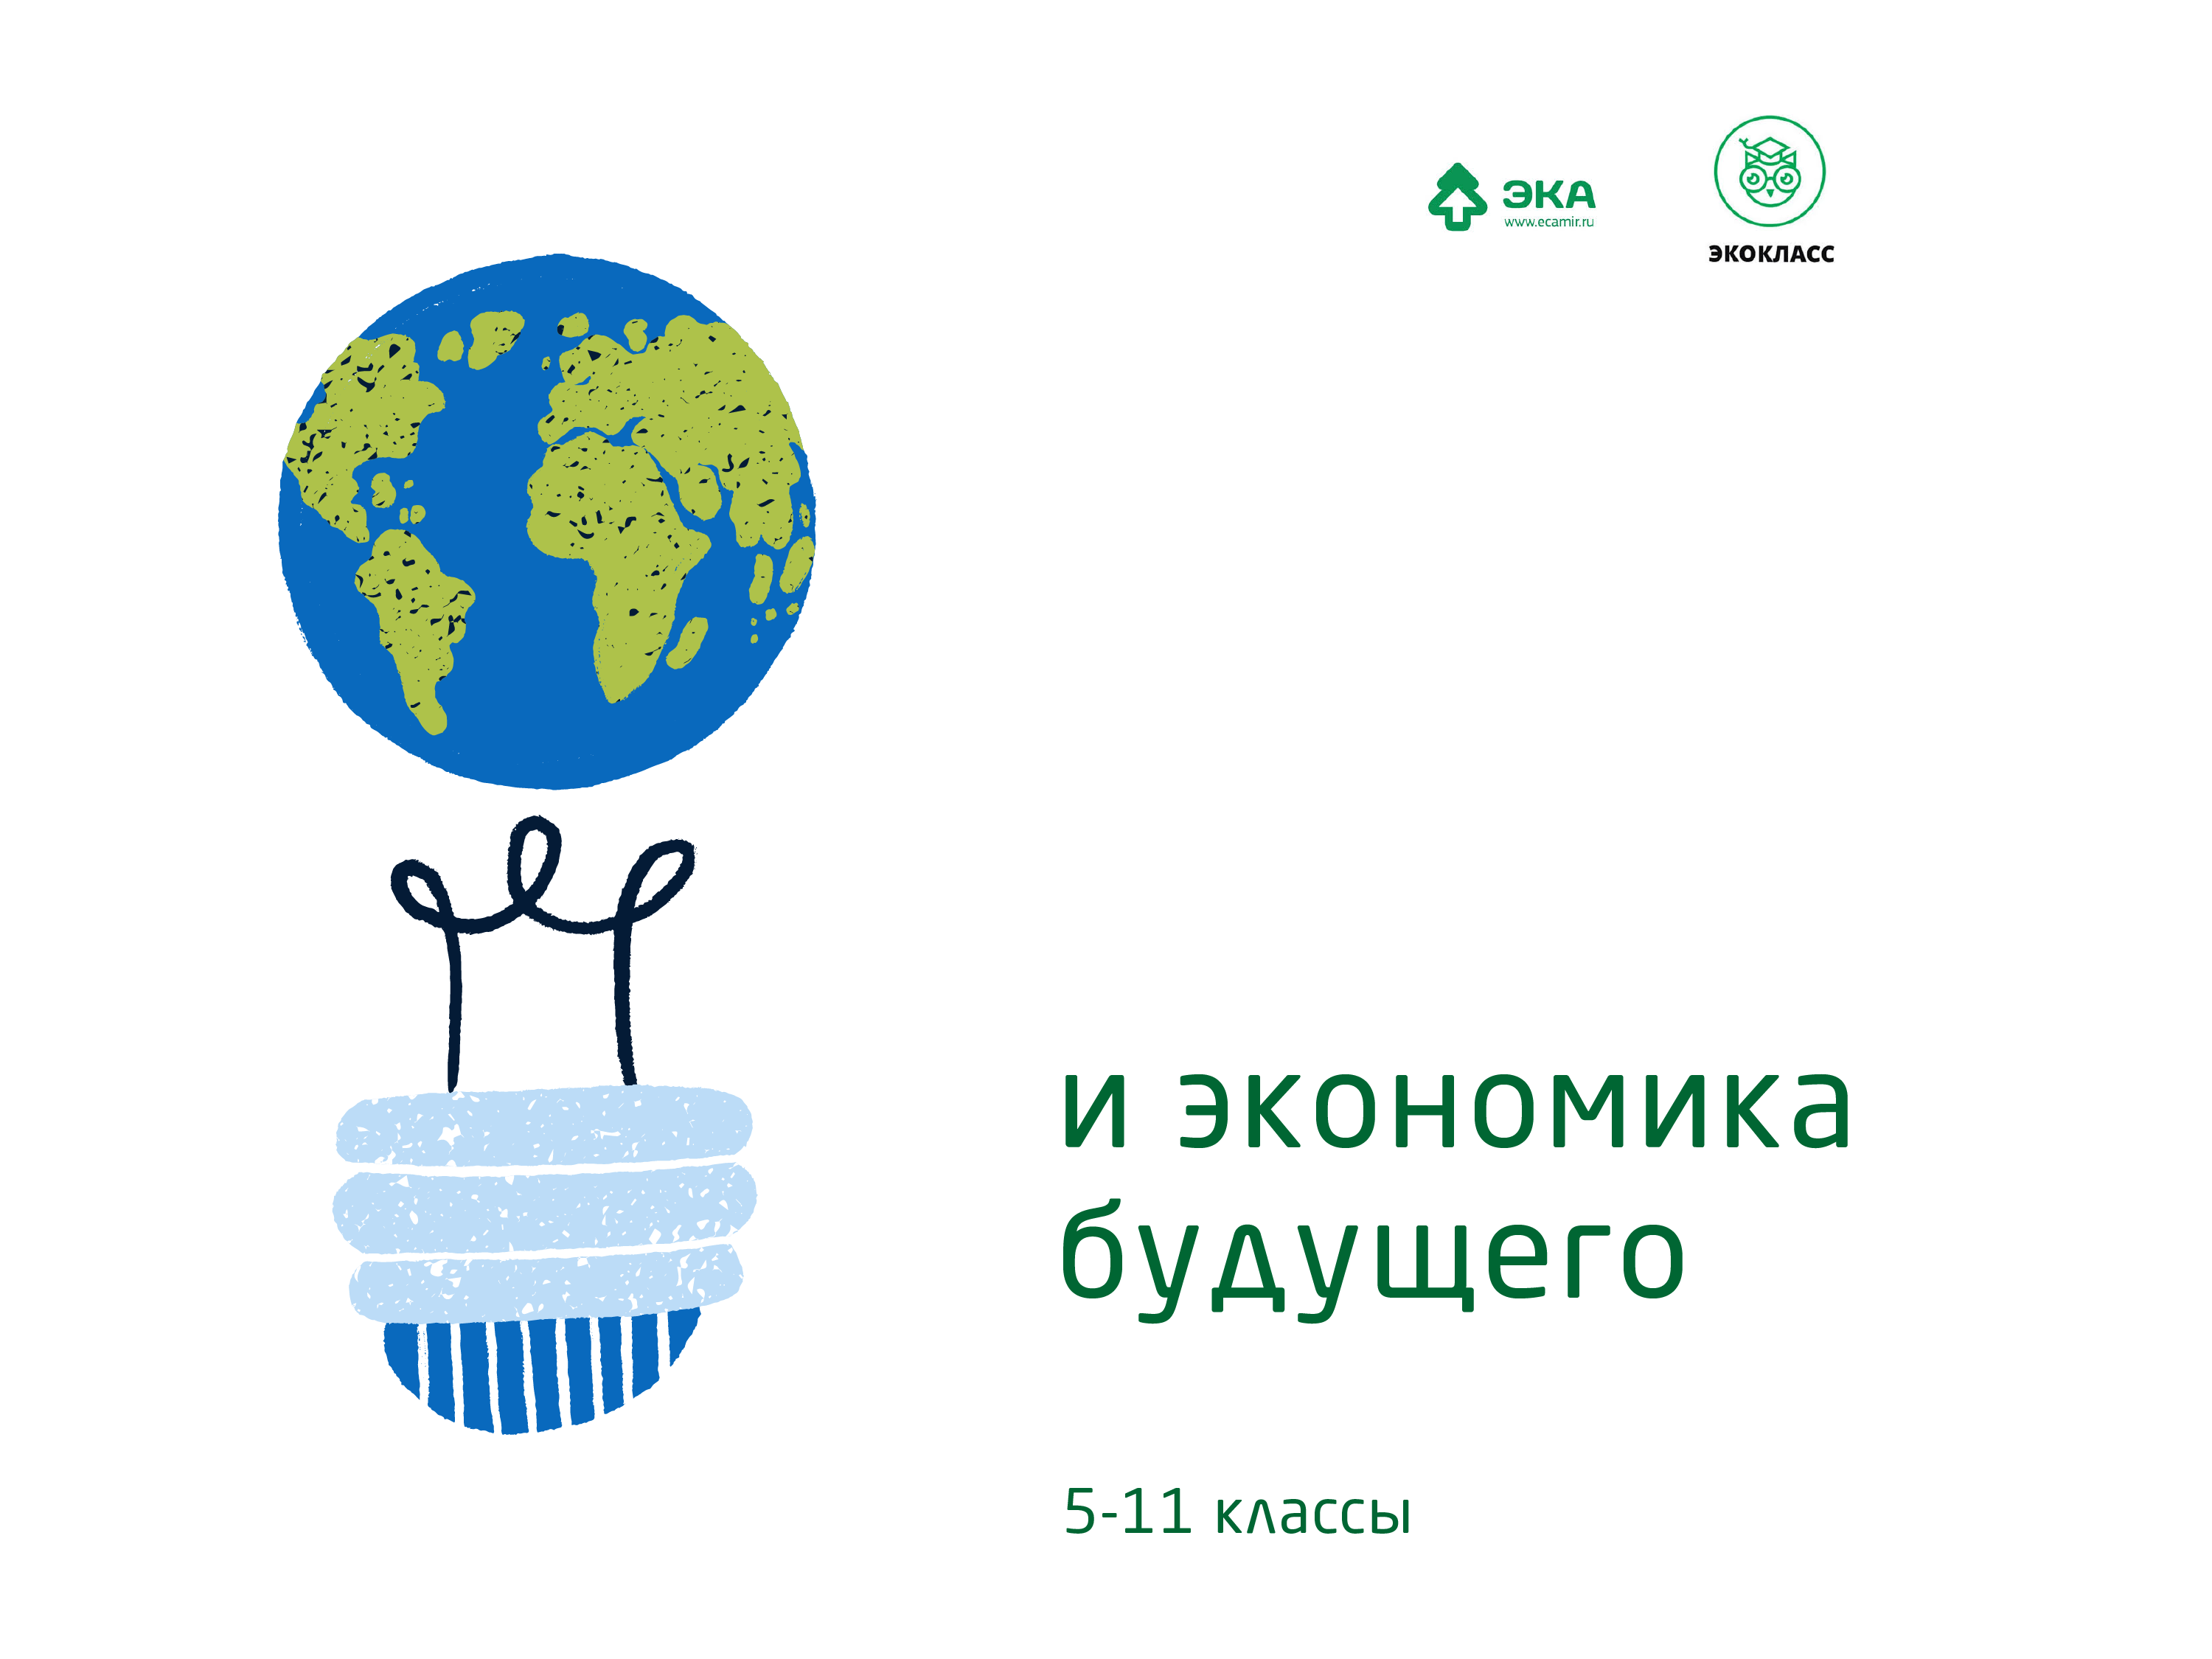 ЭКА
www.ecamir.ru
ЭКОКЛАСС
и экономика
будущего
5-11 классы